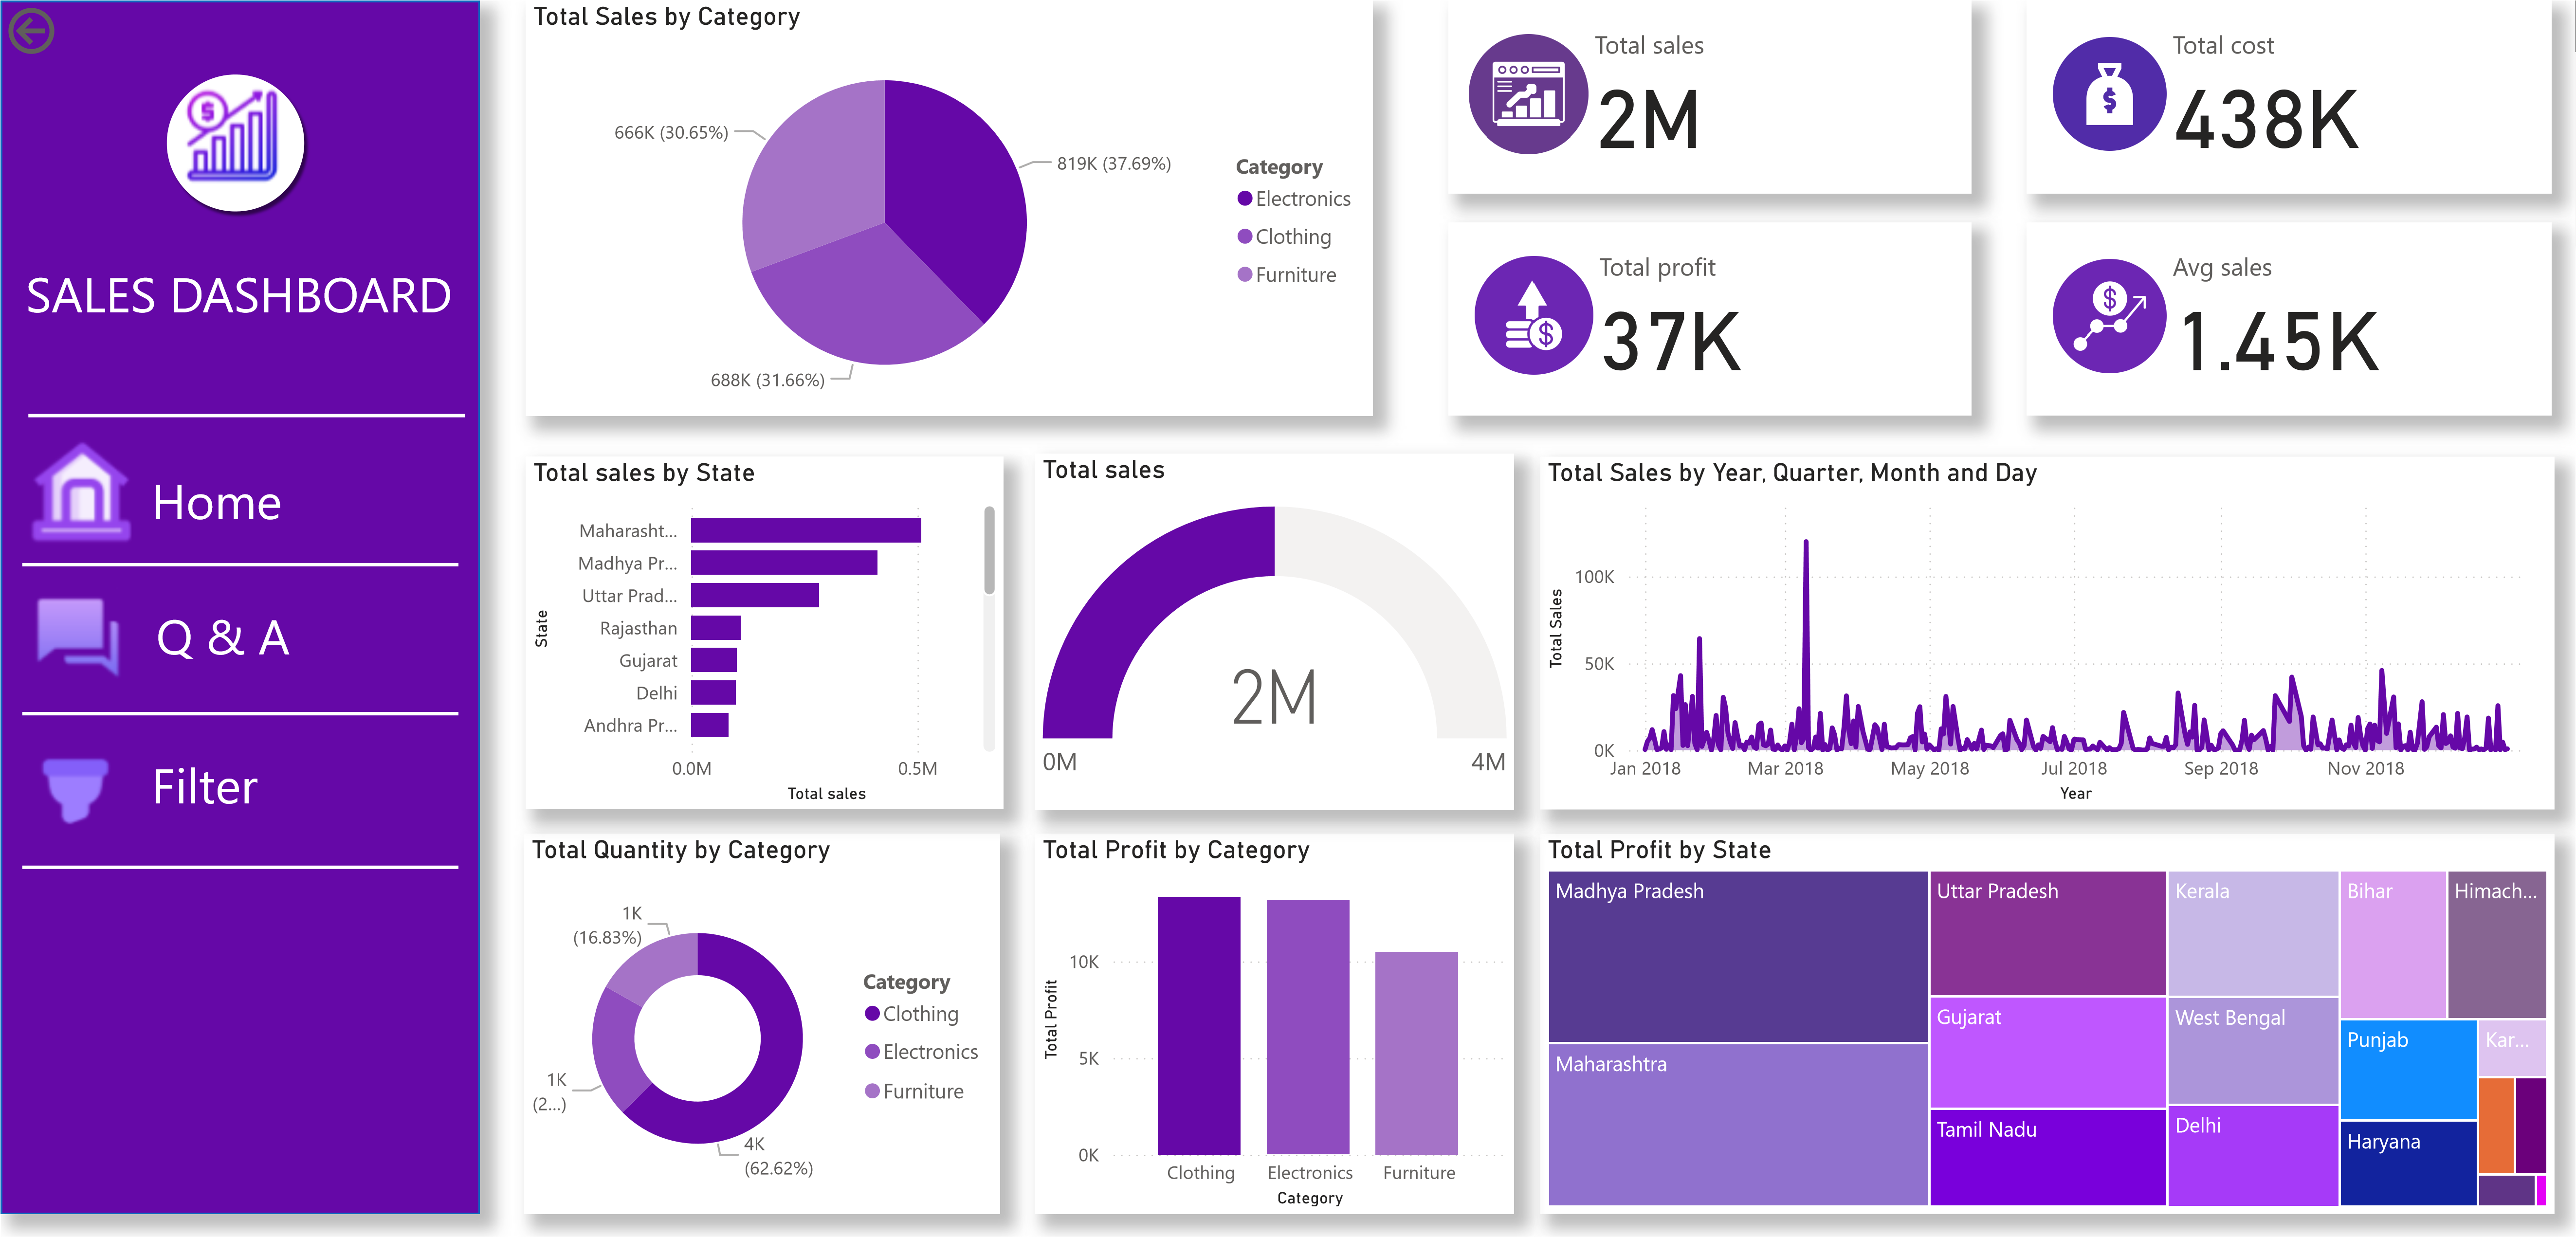 SALES DASHBOARD
Home
Q & A
Filter
Total Sales by Category
666K (30.65%)
819K (37.69%)
688K (31.66%)
Category
Electronics
Clothing
Furniture
Total sales
2M
Total cost
438K
Total profit
37K
Avg sales
1.45K
Total sales by State
State
Maharasht...
Madhya Pr...
Uttar Prad...
Rajasthan
Gujarat
Delhi
Andhra Pr...
0.0M
0.5M
Total sales
Total sales
2M
0M
4M
Total Sales by Year, Quarter, Month and Day
Total Sales
100K
50K
0K
Jan 2018
Mar 2018
May 2018
Jul 2018
Sep 2018
Nov 2018
Year
Total Quantity by Category
1K
(16.83%)
1K
(2...)
4K
(62.62%)
Category
Clothing
Electronics
Furniture
Total Profit by Category
Total Profit
10K
5K
0K
Clothing
Electronics
Furniture
Category
Total Profit by State
Madhya Pradesh
Maharashtra
Uttar Pradesh
Gujarat
Tamil Nadu
Kerala
West Bengal
Delhi
Bihar
Himach...
Punjab
Kar...
Haryana